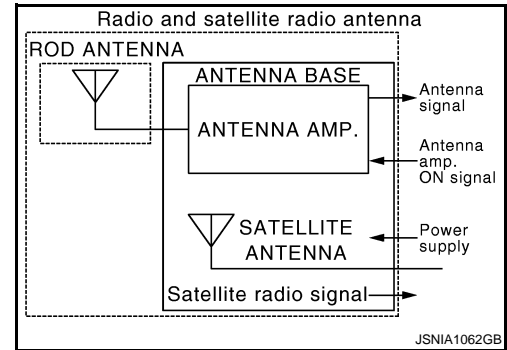 Radio and satellite radio antenna
ROD ANTENNA
ANTENNA BASE
ANTENNA AMP.
Antenna
signal
Antenna
amp.
ON signal
SATELLITE
ANTENNA
Power
supply
Satellite radio signal
JSNIA1062GB